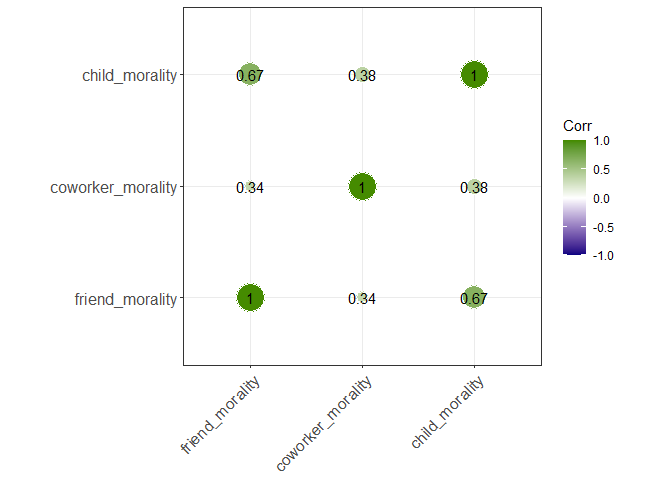 child_morality 0.67 0.38 1
coworker_morality 0.34 1 0.38
friend_morality 1 0.34 0.67
friend_morality
coworker_morality
child_morality
Corr
1.0
0.5
0.0
-0.5
-1.0